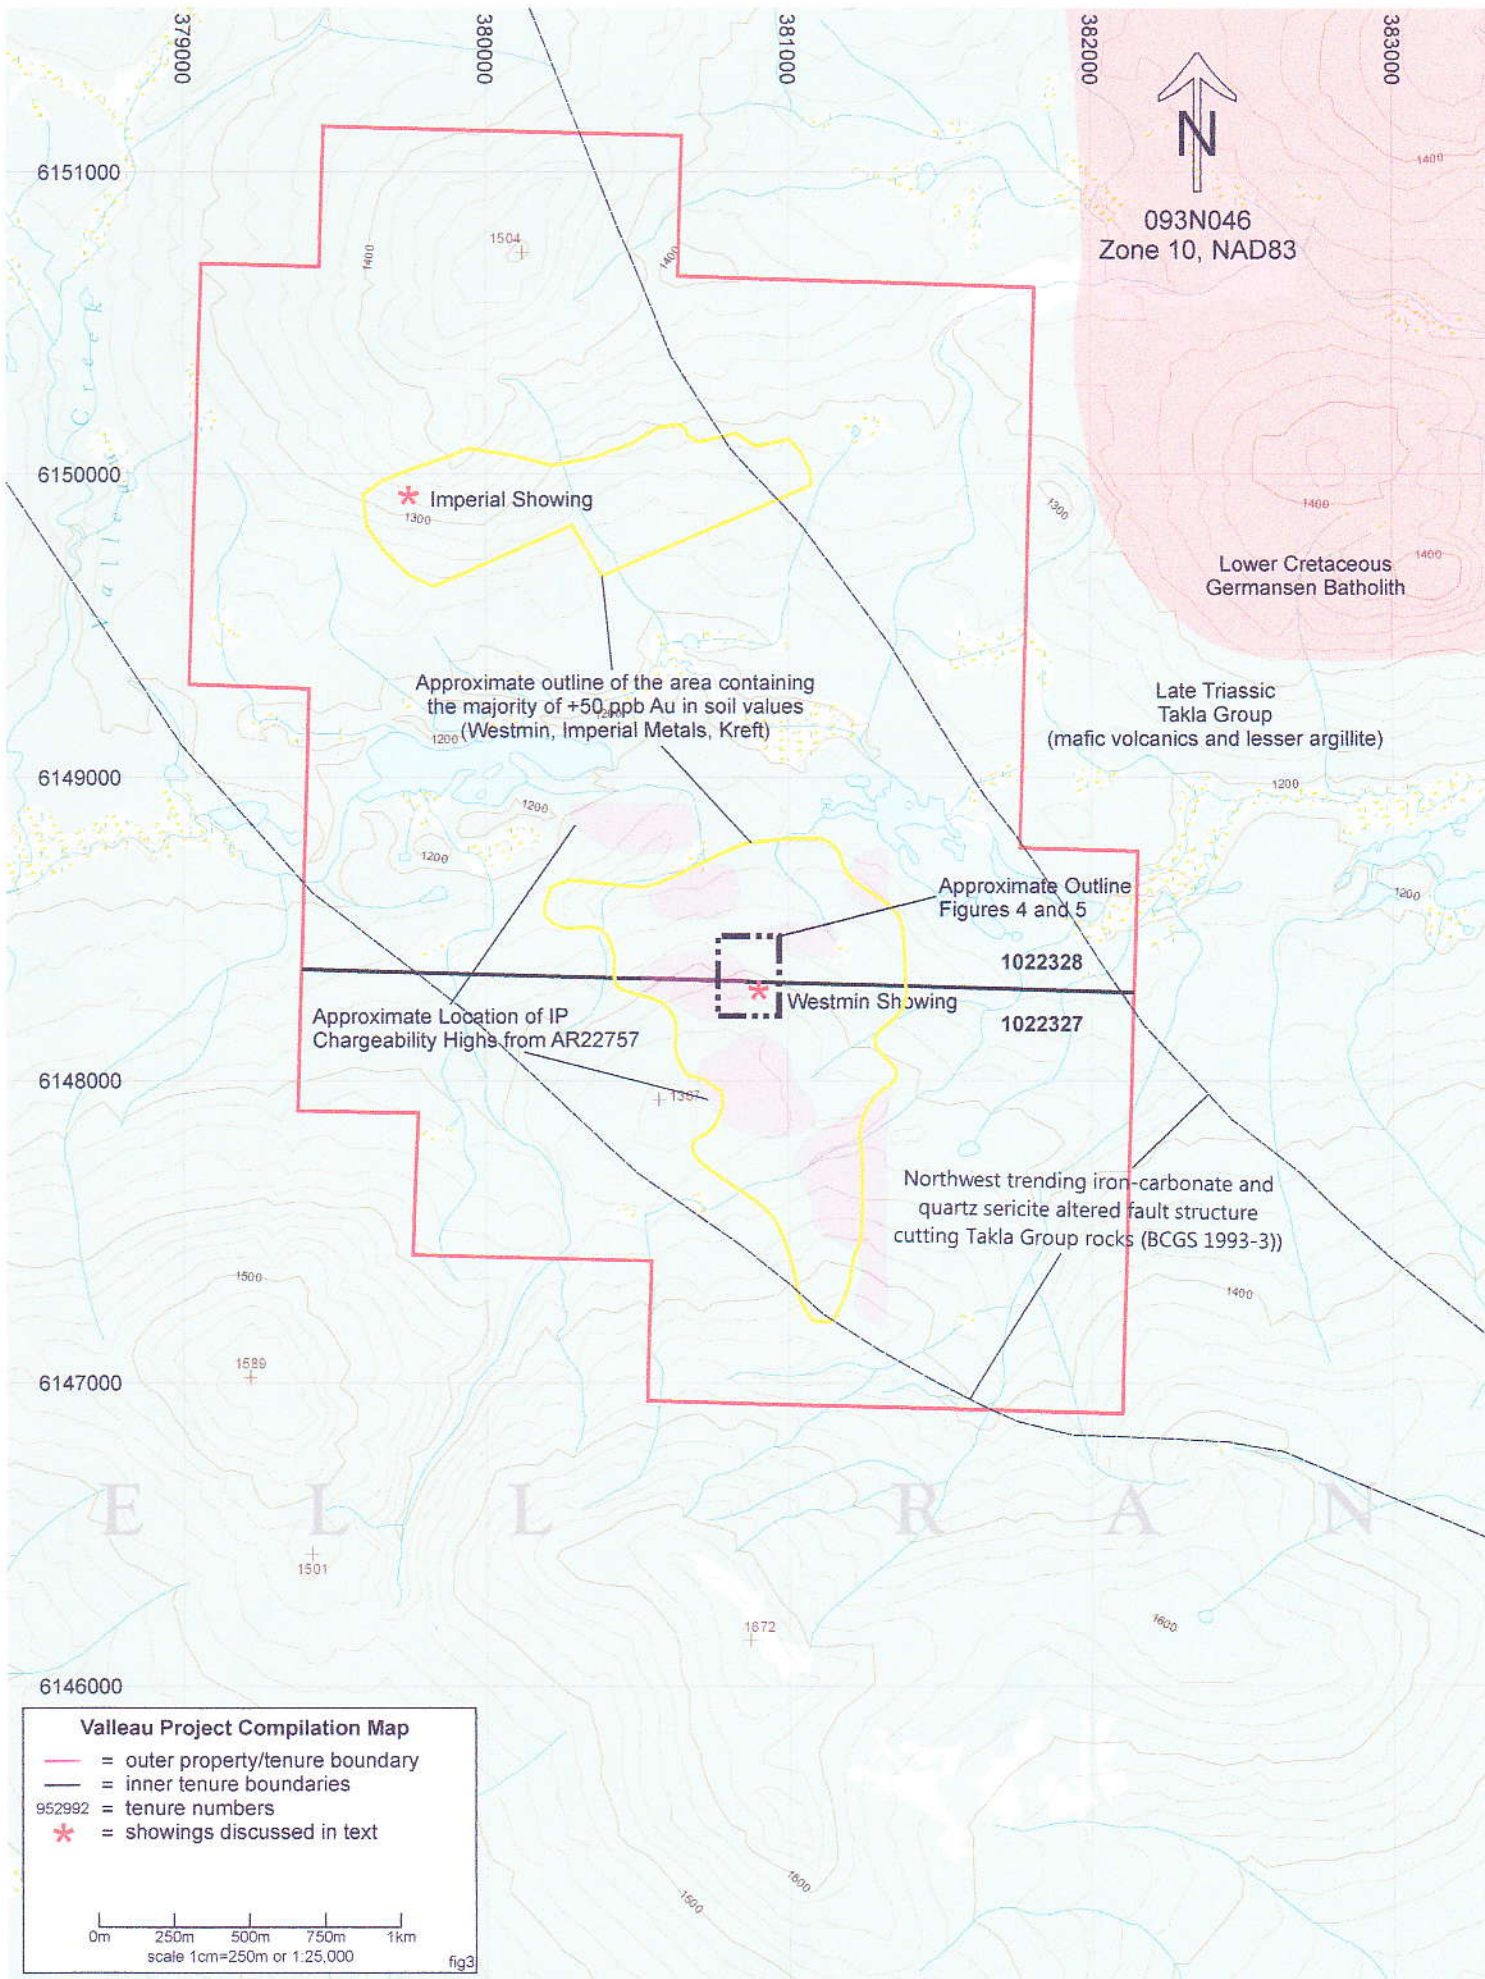 379000
380000
381000
382000
383000
N
093N046
Zone 10, NAD83
6151000
1400
1504
1400
1400
Valleau Creek
6150000
Imperial Showing
1300
1300
1400
1400
Lower Cretaceous
Germansen Batholith
Approximate outline of the area containing
the majority of +50 ppb Au in soil values
(Westmin, Imperial Metals, Kreft)
1200
1200
Late Triassic
Takla Group
(mafic volcanics and lesser argillite)
6149000
1200
1200
1200
1200
Approximate Outline
Figures 4 and 5
1022328
Westmin Showing
1022327
Approximate Location of IP
Chargeability Highs from AR22757
6148000
1367
Northwest trending iron-carbonate and
quartz sericite altered fault structure
cutting Takla Group rocks (BCGS 1993-3))
1500
1400
1589
6147000
E L L R A N
1501
1672
1600
6146000
1600
1500
Valleau Project Compilation Map
= outer property/tenure boundary
= inner tenure boundaries
952992 = tenure numbers
* = showings discussed in text
0m 250m 500m 750m 1km
scale 1cm=250m or 1:25,000
fig3